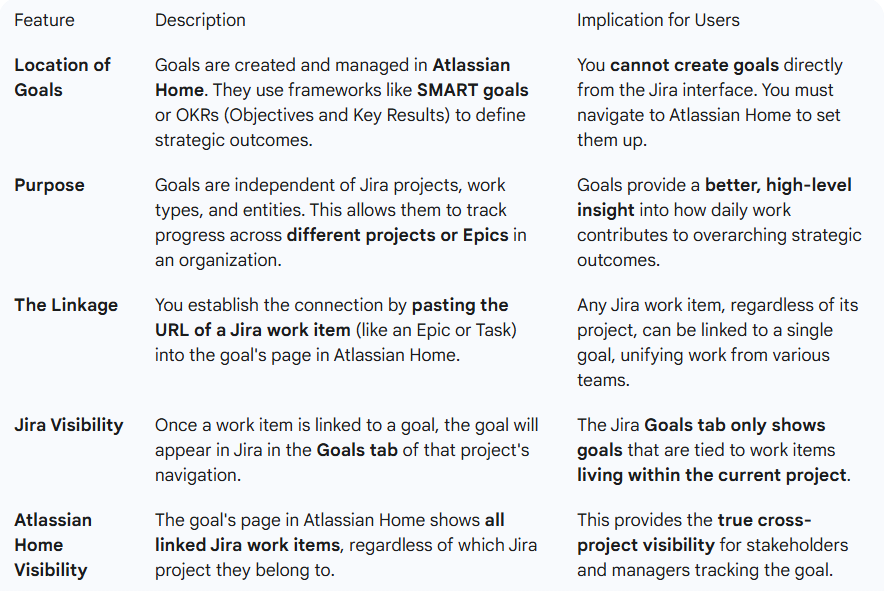 Feature Description Implication for Users
Location of Goals
Goals are created and managed in Atlassian
Home. They use frameworks like SMART goals
or OKRs (Objectives and Key Results) to define
strategic outcomes.
You cannot create goals directly
from the Jira interface. You must
navigate to Atlassian Home to set
them up.
Purpose
Goals are independent of Jira projects, work
types, and entities. This allows them to track
progress across different projects or Epics in
an organization.
Goals provide a better, high-level
insight into how daily work
contributes to overarching strategic
outcomes.
The Linkage
You establish the connection by pasting the
URL of a Jira work item (like an Epic or Task)
into the goal's page in Atlassian Home.
Any Jira work item, regardless of its
project, can be linked to a single
goal, unifying work from various
teams.
Jira Visibility
Once a work item is linked to a goal, the goal will
appear in Jira in the Goals tab of that project's
navigation.
The Jira Goals tab only shows
goals that are tied to work items
living within the current project.
Atlassian
Home
Visibility
The goal's page in Atlassian Home shows all
linked Jira work items, regardless of which Jira
project they belong to.
This provides the true cross-
project visibility for stakeholders
and managers tracking the goal.